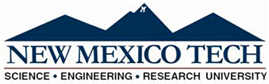 NEW MEXICO TECH
SCIENCE • ENGINEERING • RESEARCH UNIVERSITY